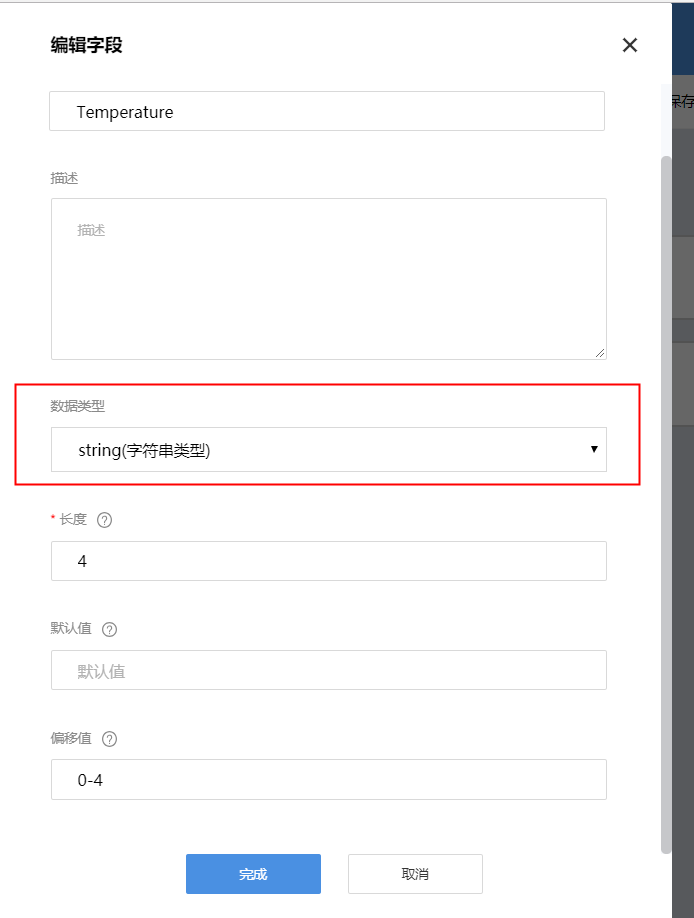 编辑字段
保存
Temperature
描述
描述
数据类型
string(字符串类型)
* 长度 ?
4
默认值 ?
默认值
偏移值 ?
0-4
完成
取消